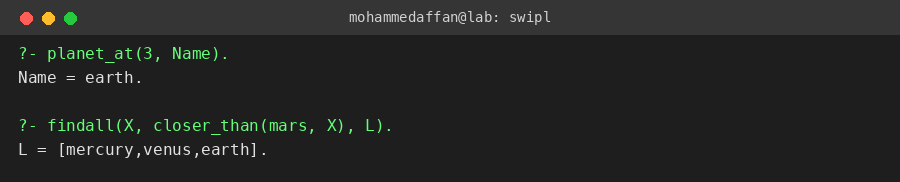 mohammedaffan@lab: swipl
?- planet_at(3, Name).
Name = earth.
?- findall(X, closer_than(mars, X), L).
L = [mercury,venus,earth].